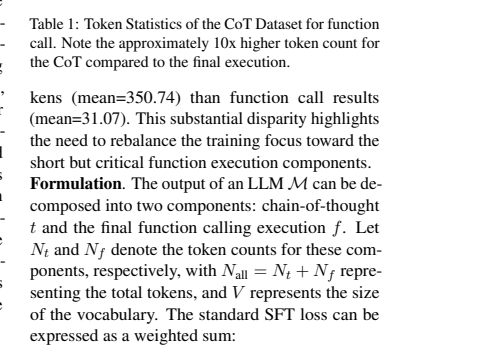 Table 1: Token Statistics of the CoT Dataset for function
call. Note the approximately 10x higher token count for
the CoT compared to the final execution.
kens (mean=350.74) than function call results
(mean=31.07). This substantial disparity highlights
the need to rebalance the training focus toward the
short but critical function execution components.
Formulation. The output of an LLM ℳ can be de-
composed into two components: chain-of-thought
t and the final function calling execution f. Let
N_t and N_f denote the token counts for these com-
ponents, respectively, with N_all = N_t + N_f repre-
senting the total tokens, and V represents the size
of the vocabulary. The standard SFT loss can be
expressed as a weighted sum: